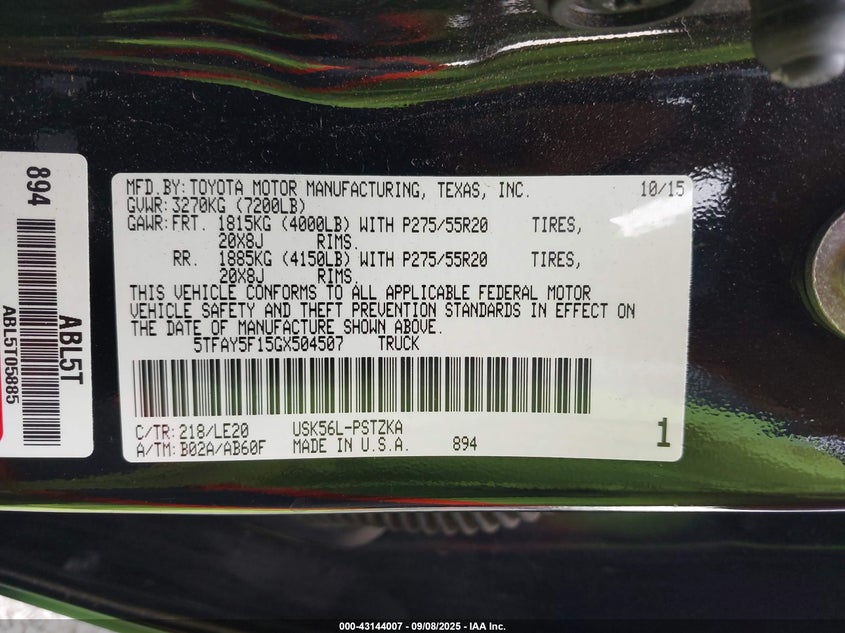 MFD.BY:TOYOTA MOTOR MANUFACTURING, TEXAS, INC. 10/15
GVWR:3270KG (7200LB)
GAWR:FRT. 1815KG (4000LB) WITH P275/55R20 TIRES,
20X8J RIMS.
RR. 1885KG (4150LB) WITH P275/55R20 TIRES,
20X8J RIMS.
THIS VEHICLE CONFORMS TO ALL APPLICABLE FEDERAL MOTOR
VEHICLE SAFETY AND THEFT PREVENTION STANDARDS IN EFFECT ON
THE DATE OF MANUFACTURE SHOWN ABOVE.
5TFAY5F15GX504507 TRUCK
C/TR:218/LE20 USK56L-PSTZKA
A/TM:B02A/AB60F MADE IN U.S.A. 894 1
894
ABL5T
ABL5T05885
000-43144007 - 09/08/2025 - IAA Inc.